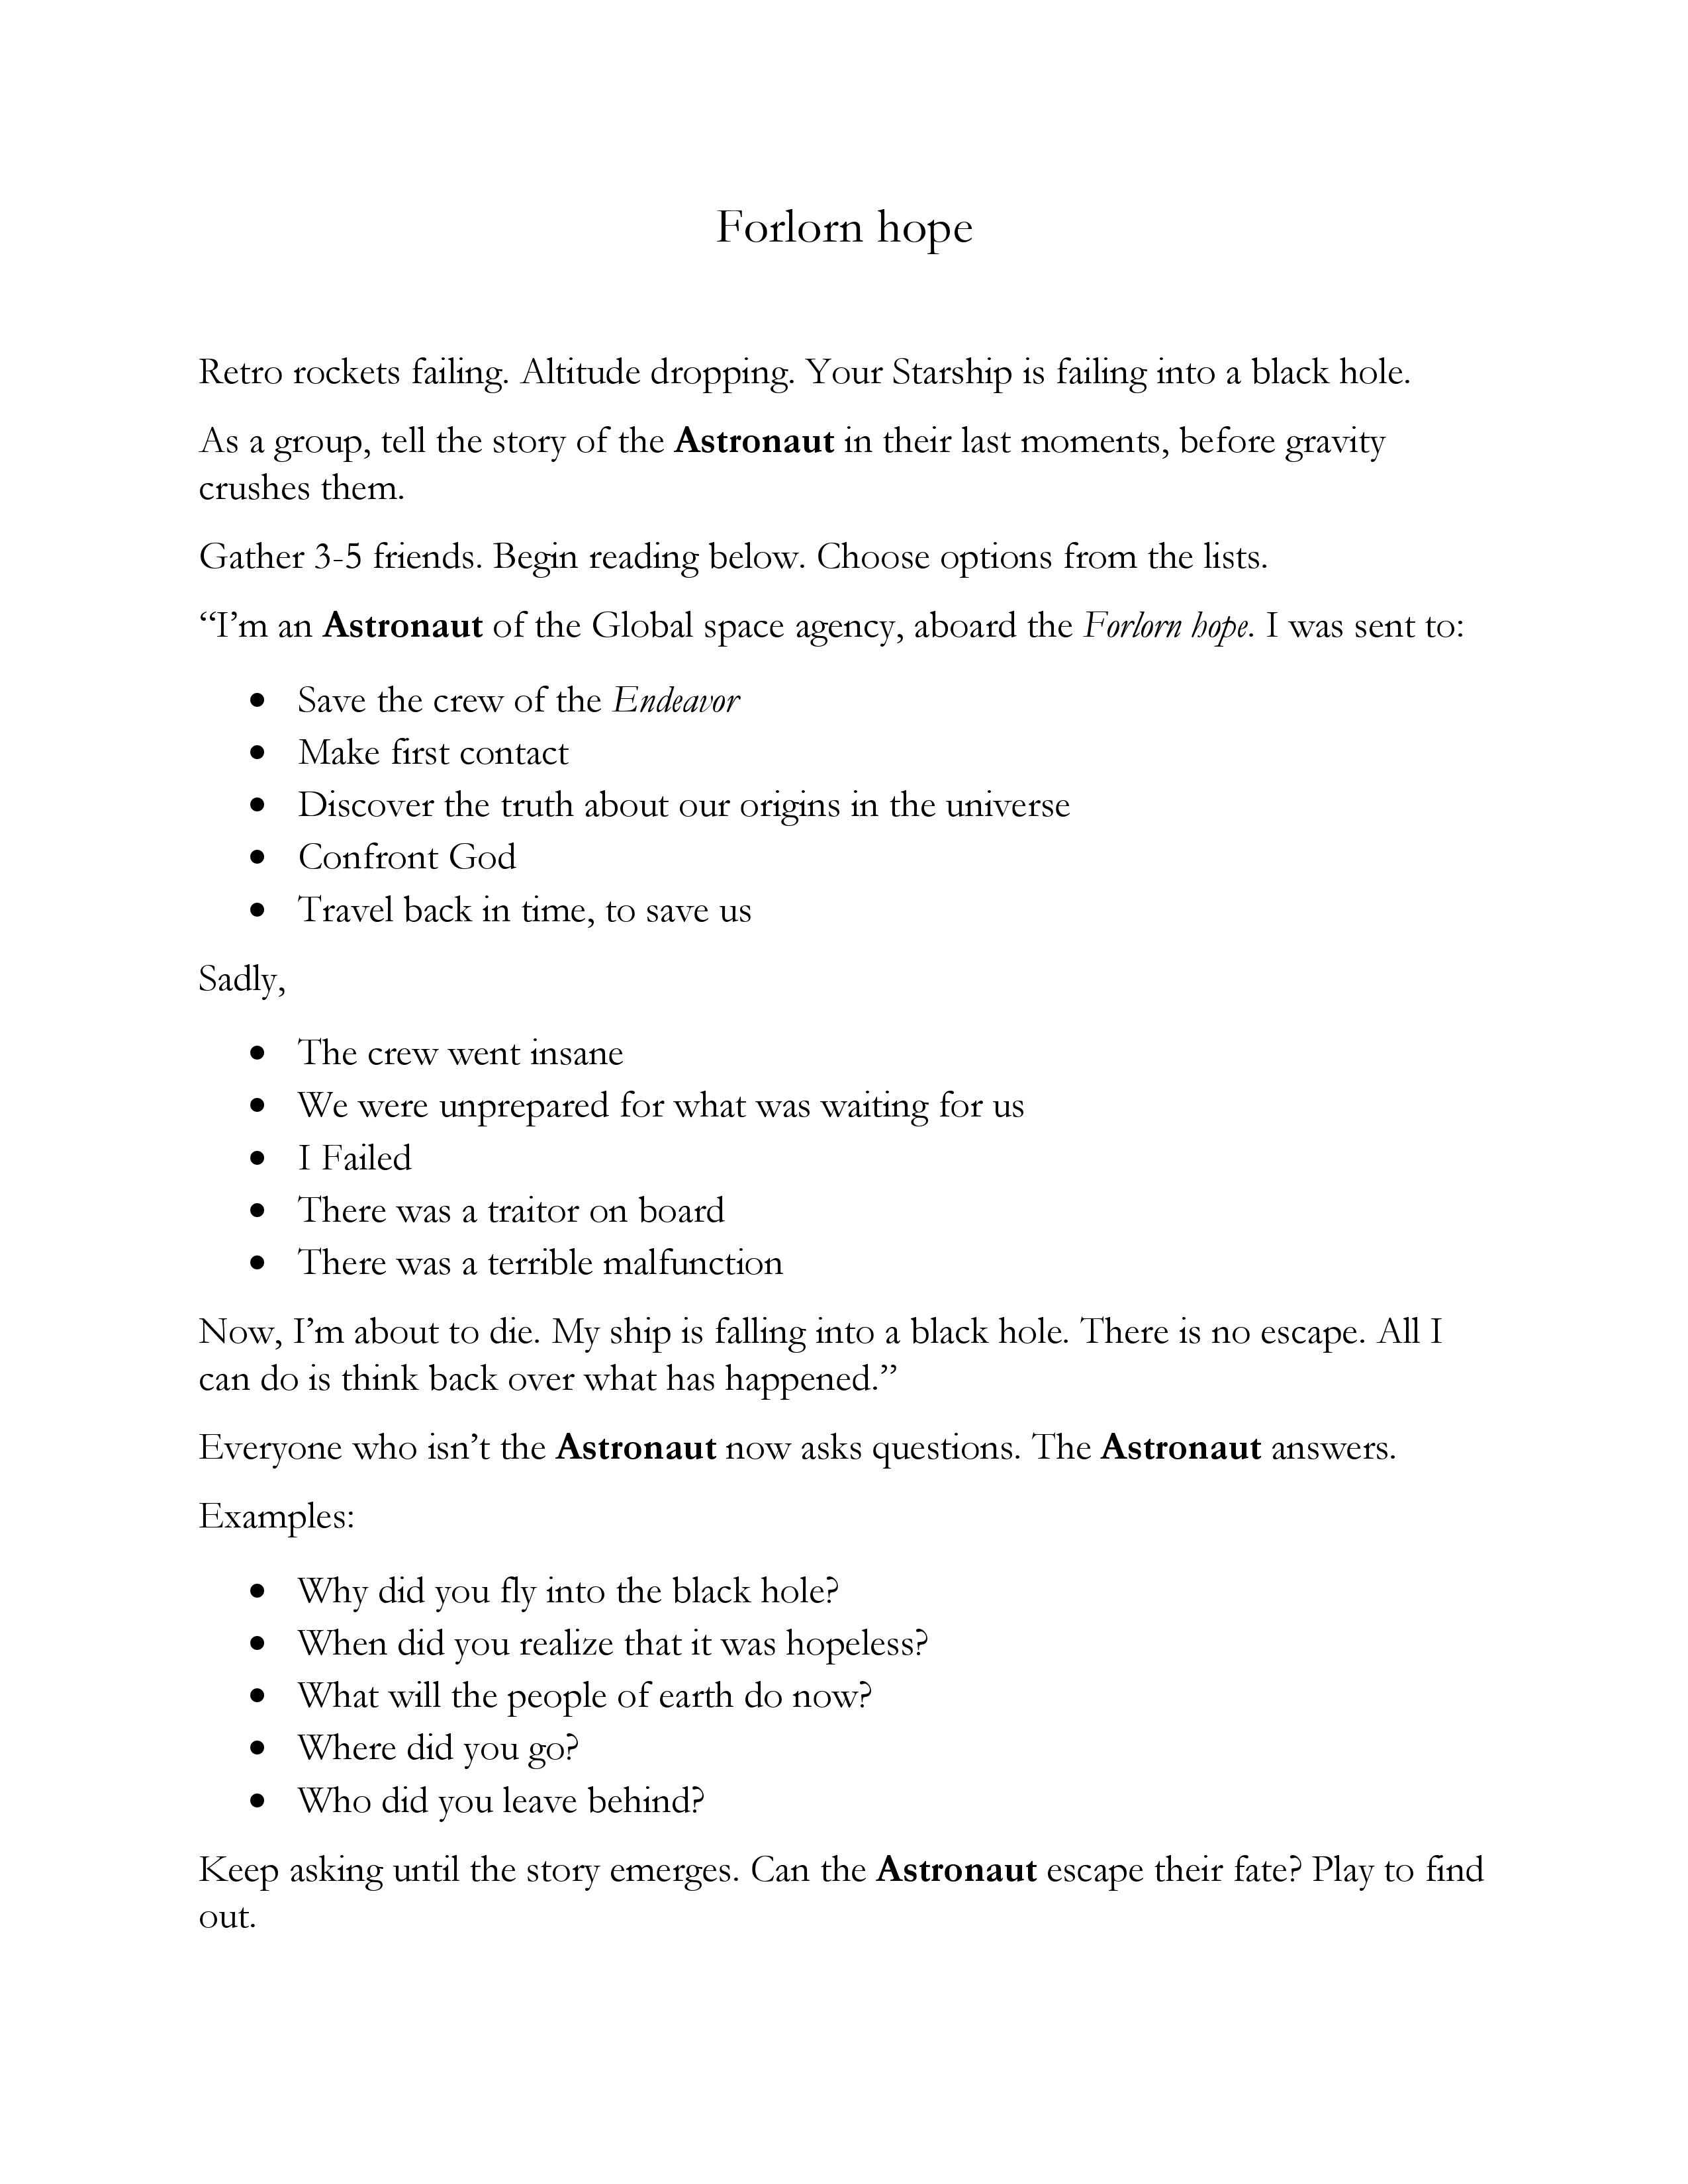 Forlorn hope
Retro rockets failing. Altitude dropping. Your Starship is failing into a black hole.
As a group, tell the story of the Astronaut in their last moments, before gravity
crushes them.
Gather 3-5 friends. Begin reading below. Choose options from the lists.
“I’m an Astronaut of the Global space agency, aboard the Forlorn hope. I was sent to:
• Save the crew of the Endeavor
• Make first contact
• Discover the truth about our origins in the universe
• Confront God
• Travel back in time, to save us
Sadly,
• The crew went insane
• We were unprepared for what was waiting for us
• I Failed
• There was a traitor on board
• There was a terrible malfunction
Now, I’m about to die. My ship is falling into a black hole. There is no escape. All I
can do is think back over what has happened.”
Everyone who isn’t the Astronaut now asks questions. The Astronaut answers.
Examples:
• Why did you fly into the black hole?
• When did you realize that it was hopeless?
• What will the people of earth do now?
• Where did you go?
• Who did you leave behind?
Keep asking until the story emerges. Can the Astronaut escape their fate? Play to find
out.